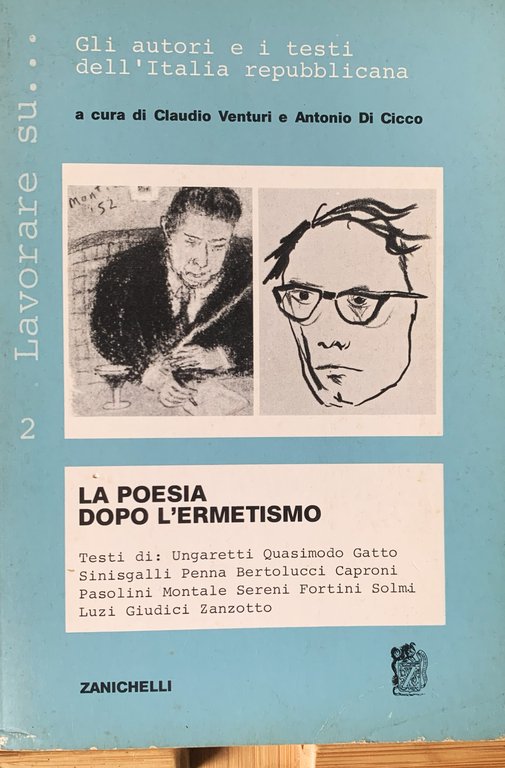 Lavorare su...
2
Gli autori e i testi
dell'Italia repubblicana
a cura di Claudio Venturi e Antonio Di Cicco
'52
LA POESIA
DOPO L'ERMETISMO
Testi di: Ungaretti Quasimodo Gatto
Sinisgalli Penna Bertolucci Caproni
Pasolini Montale Sereni Fortini Solmi
Luzi Giudici Zanzotto
ZANICHELLI